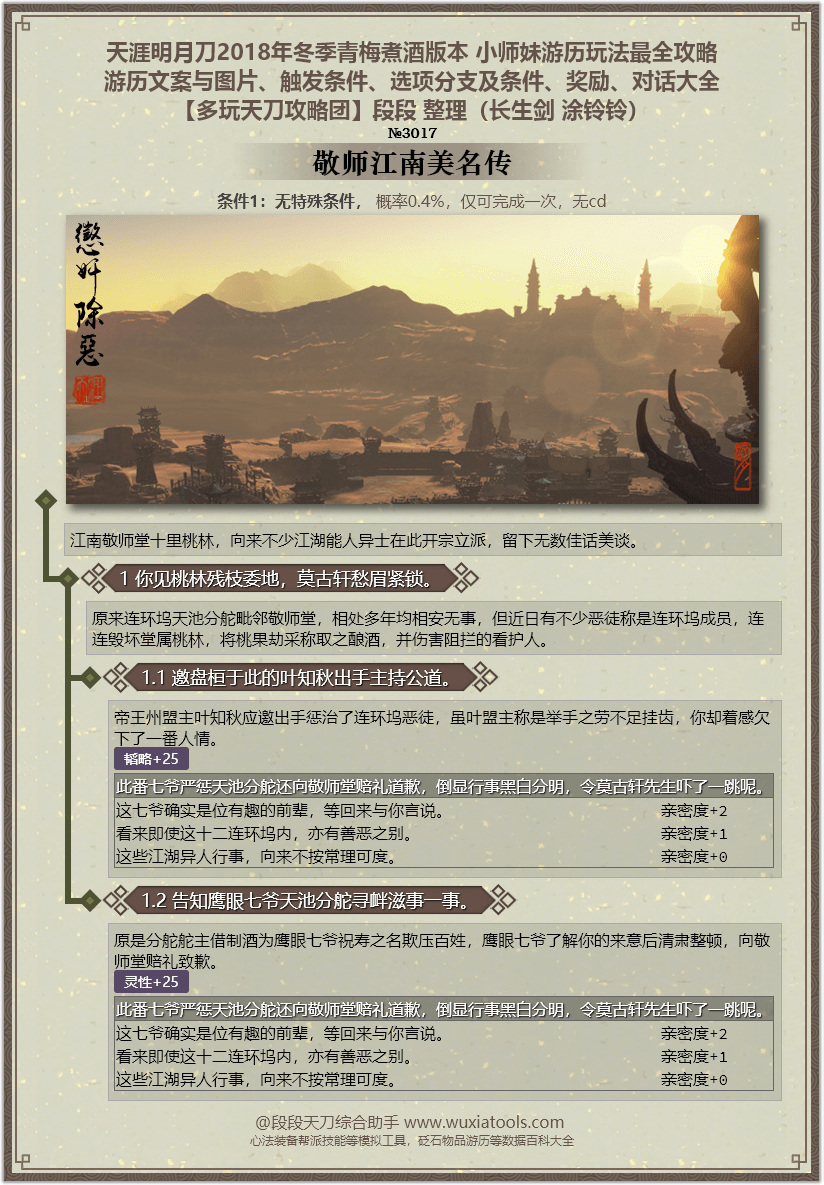 天涯明月刀2018年冬季青梅煮酒版本 小师妹游历玩法最全攻略
游历文案与图片、触发条件、选项分支及条件、奖励、对话大全
【多玩天刀攻略团】段段 整理（长生剑 涂铃铃）
№3017
敬师江南美名传
条件1：无特殊条件， 概率0.4%，仅可完成一次，无cd
懲奸除惡
江南敬师堂十里桃林，向来不少江湖能人异士在此开宗立派，留下无数佳话美谈。
1 你见桃林残枝委地，莫古轩愁眉紧锁。
原来连环坞天池分舵毗邻敬师堂，相处多年均相安无事，但近日有不少恶徒称是连环坞成员，连
连毁坏堂属桃林，将桃果劫采称取之酿酒，并伤害阻拦的看护人。
1.1 邀盘桓于此的叶知秋出手主持公道。
帝王州盟主叶知秋应邀出手惩治了连环坞恶徒，虽叶盟主称是举手之劳不足挂齿，你却着感欠
下了一番人情。
韬略+25
此番七爷严惩天池分舵还向敬师堂赔礼道歉，倒显行事黑白分明，令莫古轩先生吓了一跳呢。
这七爷确实是位有趣的前辈，等回来与你言说。 亲密度+2
看来即使这十二连环坞内，亦有善恶之别。 亲密度+1
这些江湖异人行事，向来不按常理可度。 亲密度+0
1.2 告知鹰眼七爷天池分舵寻衅滋事一事。
原是分舵舵主借制酒为鹰眼七爷祝寿之名欺压百姓，鹰眼七爷了解你的来意后清肃整顿，向敬
师堂赔礼致歉。
灵性+25
此番七爷严惩天池分舵还向敬师堂赔礼道歉，倒显行事黑白分明，令莫古轩先生吓了一跳呢。
这七爷确实是位有趣的前辈，等回来与你言说。 亲密度+2
看来即使这十二连环坞内，亦有善恶之别。 亲密度+1
这些江湖异人行事，向来不按常理可度。 亲密度+0
@段段天刀综合助手 www.wuxiatools.com
心法装备帮派技能等模拟工具，砭石物品游历等数据百科大全